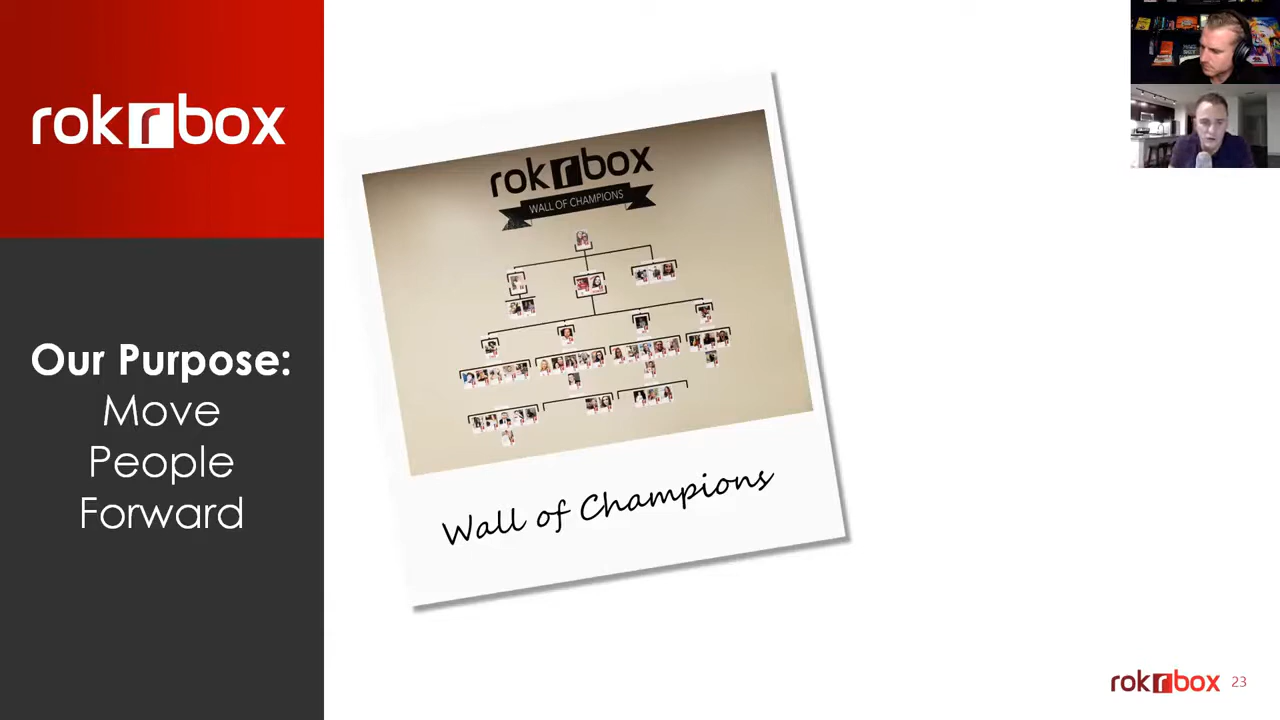 rokrbox
Our Purpose:
Move
People
Forward
rokrbox
WALL OF CHAMPIONS
Wall of Champions
rokrbox 23